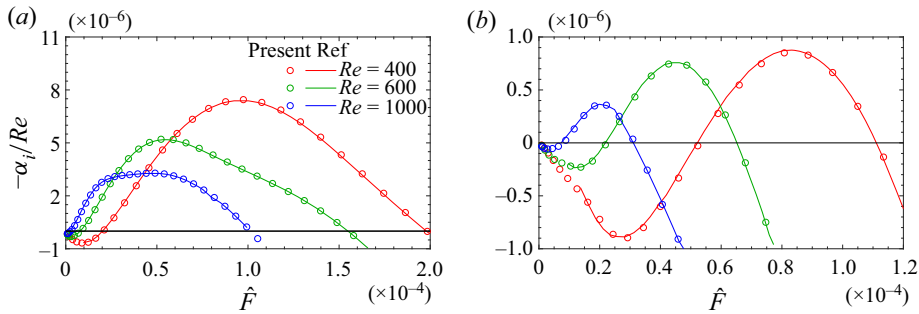 (a) (×10⁻⁶) (b) (×10⁻⁶)
11
8
5
2
−1
−αᵢ/Re
Present Ref
Re = 400
Re = 600
Re = 1000
0 0.5 1.0 1.5 2.0
F̂ (×10⁻⁴)
1.0
0.5
0
−0.5
−1.0
0 0.2 0.4 0.6 0.8 1.0 1.2
F̂ (×10⁻⁴)